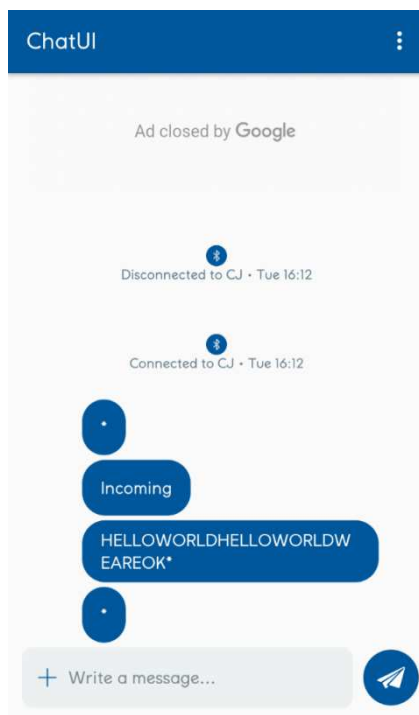 ChatUI
Ad closed by Google
Disconnected to CJ • Tue 16:12
Connected to CJ • Tue 16:12
*
Incoming
HELLOWORLDHELLOWORLDW
EAREOK*
*
Write a message...